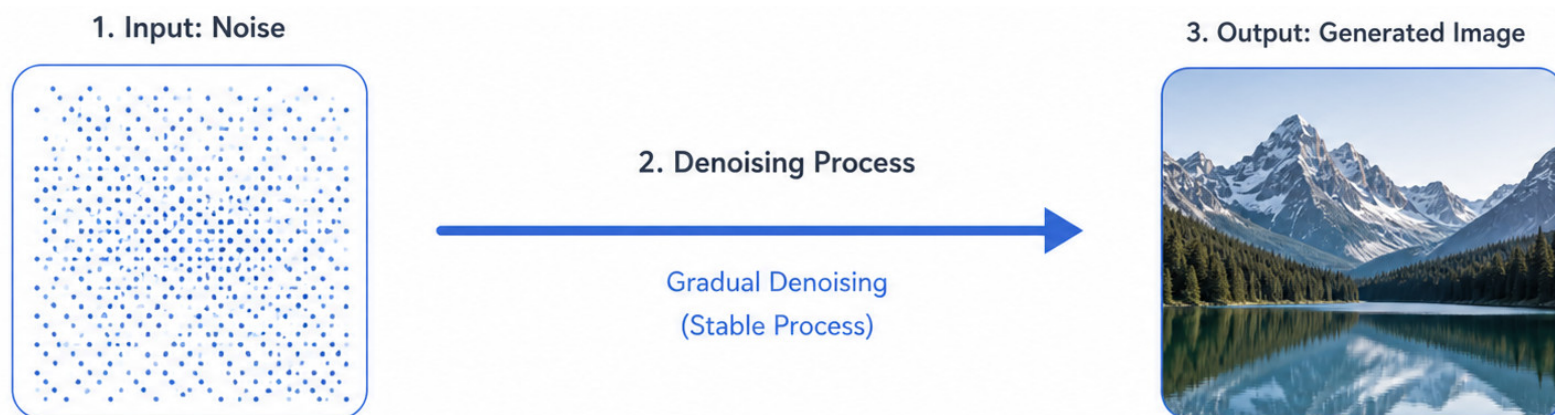 1. Input: Noise
2. Denoising Process
Gradual Denoising
(Stable Process)
3. Output: Generated Image